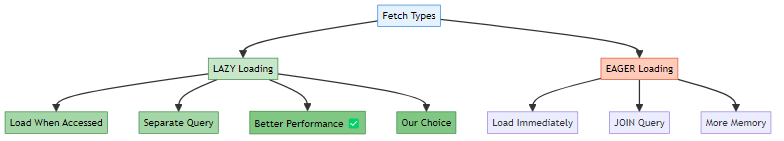 Fetch Types
LAZY Loading
EAGER Loading
Load When Accessed
Separate Query
Better Performance ✅
Our Choice
Load Immediately
JOIN Query
More Memory